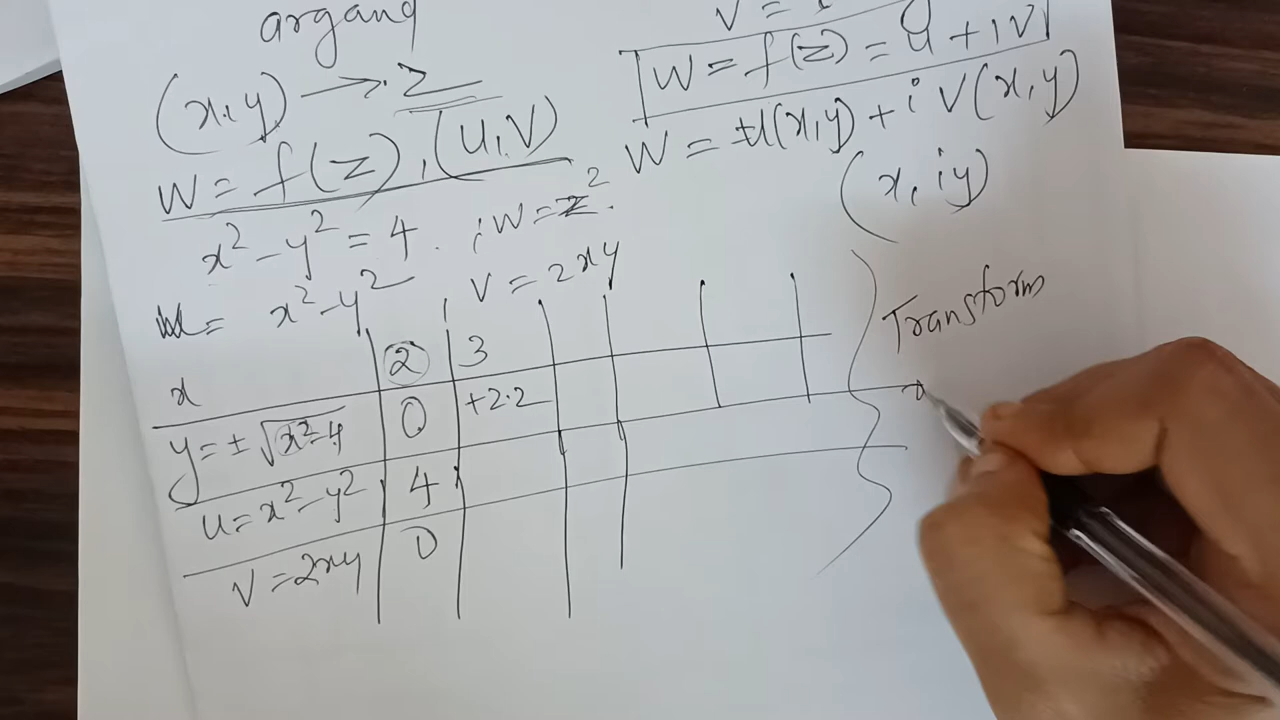 argand
(x,y) → z
W = f(z), (u,v)
x² - y² = 4 . ; W = z².
u = x² - y² , V = 2xy
V =
W = f(z) = u + iv
W = u(x,y) + i V(x,y)
(x, iy)
x 2 3
y = ± √x²-4 0 +2.2
u = x² - y² 4
V = 2xy 0
Transform